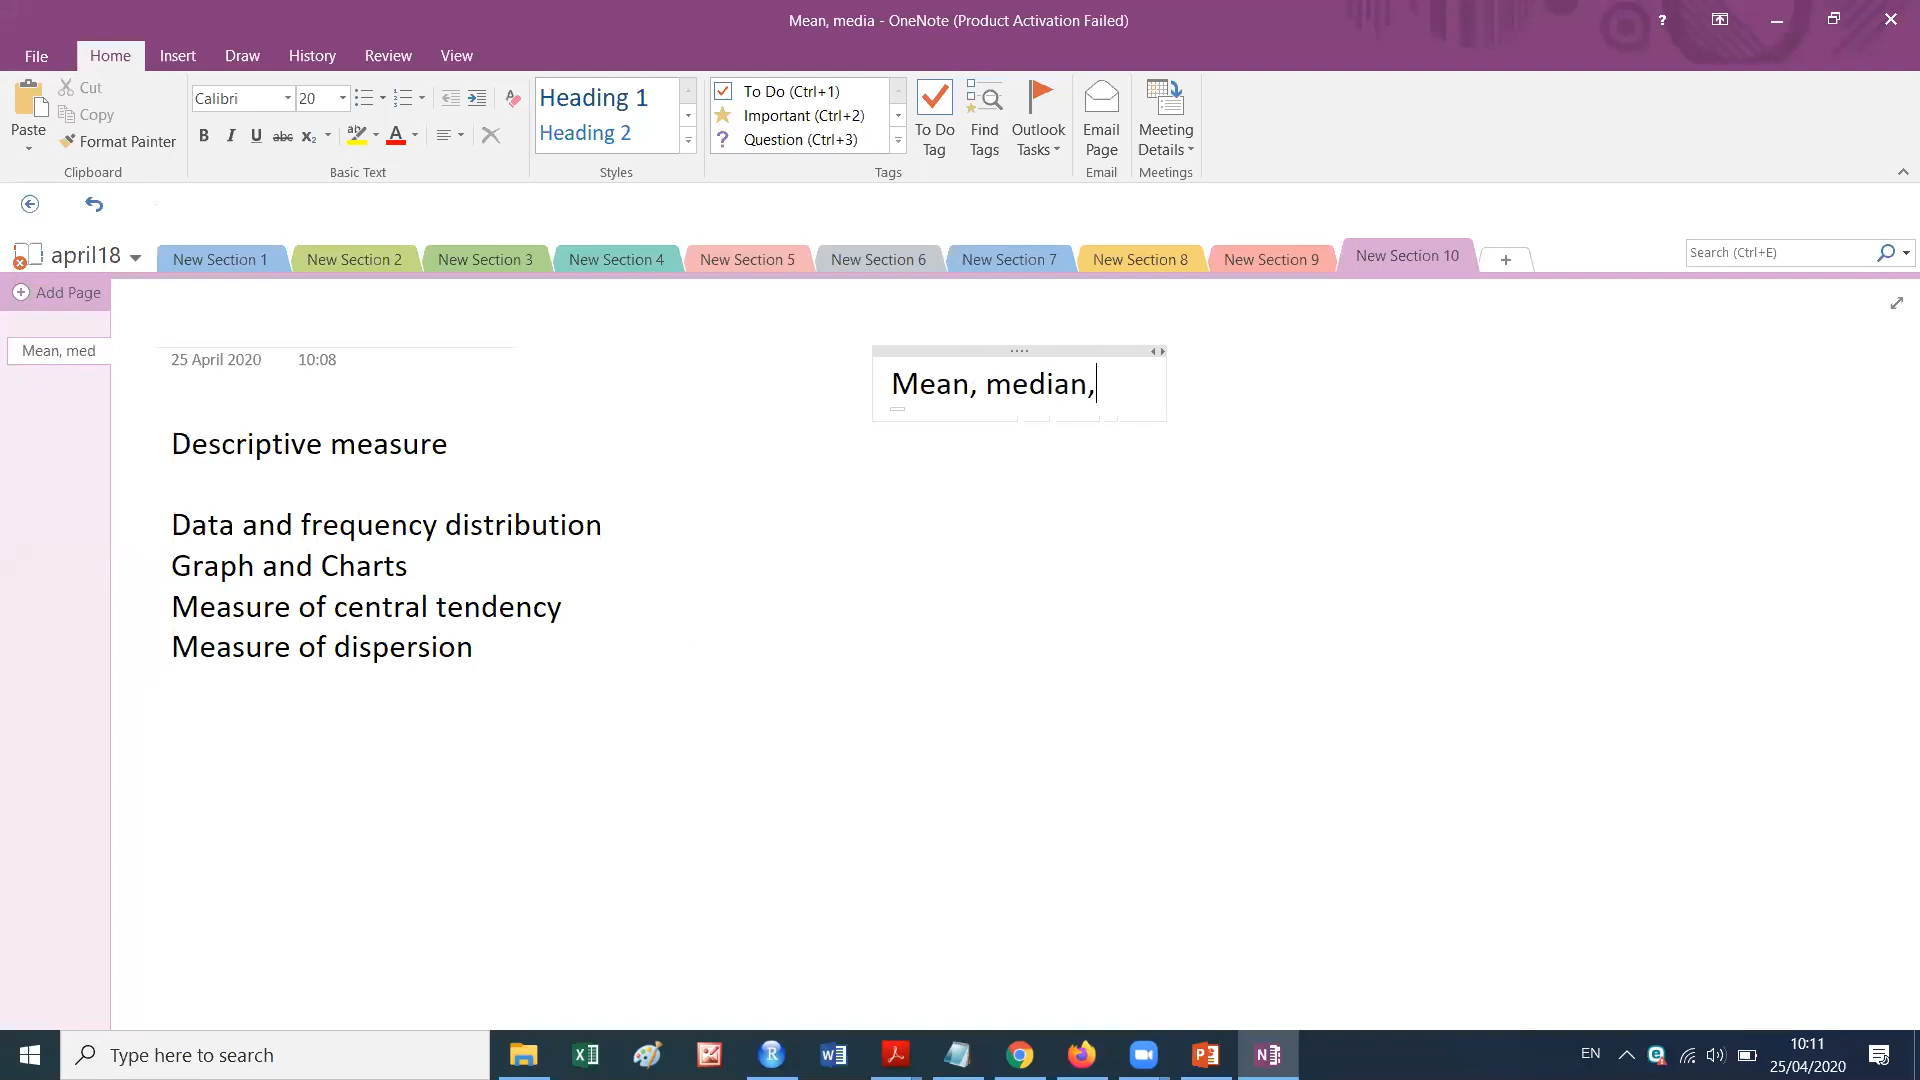 Mean, media - OneNote (Product Activation Failed)
?
File
Home
Insert
Draw
History
Review
View
Paste
Cut
Copy
Format Painter
Clipboard
Calibri
20
B
I
U
abc
x₂
aby
A
Basic Text
Heading 1
Heading 2
Styles
To Do (Ctrl+1)
Important (Ctrl+2)
? Question (Ctrl+3)
To Do
Tag
Find
Tags
Outlook
Tasks
Tags
Email
Page
Email
Meeting
Details
Meetings
april18
New Section 1
New Section 2
New Section 3
New Section 4
New Section 5
New Section 6
New Section 7
New Section 8
New Section 9
New Section 10
+
Search (Ctrl+E)
Add Page
Mean, med
25 April 2020 10:08
Mean, median,
Descriptive measure
Data and frequency distribution
Graph and Charts
Measure of central tendency
Measure of dispersion
Type here to search
EN
10:11
25/04/2020